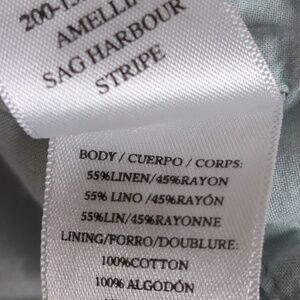 AMELLI
SAG HARBOUR
STRIPE
BODY / CUERPO / CORPS:
55%LINEN/45%RAYON
55% LINO /45%RAYÓN
55%LIN/45%RAYONNE
LINING/FORRO/DOUBLURE:
100%COTTON
100% ALGODÓN